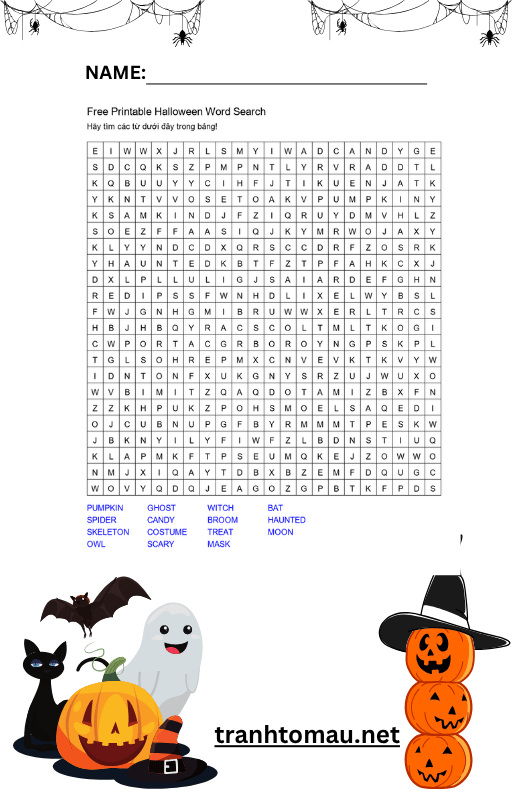 NAME:
Free Printable Halloween Word Search
Hãy tìm các từ dưới đây trong bảng!
E I W W X J R L S M Y I W A D C A N D Y G E
S D C Q K S Z P M P N T L Y R V R A D D T L
K Q B U U Y Y C I H F J T I K U E N J A T K
Y K N T V V O S E T O A K V P U M P K I N Y
K S A M K I N D J F Z I Q R U Y D M V H L Z
S O E Z F F A A S I Q J K Y M R W O J A X Y
K L Y Y N D C D X Q R S C C D R F Z O S R K
Y H A U N T E D K B T F Z T P F A H K C X J
D X L P L L U L I G J S A I A R D E F G H N
R E D I P S S F W N H D L I X E L W Y B S L
F W J G N H G M I B R U W W X E R L T R C S
H B J H B Q Y R A C S C O L T M L T K O G I
C W P O R T A C G R B O R O Y N G P S K P L
T G L S O H R E P M X C N V E V K T K V Y W
I D N T O N F X U K G N Y S R Z U J W U X O
W V B I M I T Z Q A Q D O T A M I Z B X F N
Z Z K H P U K Z P O H S M O E L S A Q E D I
O J C U B N U P G F B Y R M M M T P E S K W
J B K N Y I L Y F I W F Z L B D N S T I U Q
K L A P M K F T P S E U M Q K E J Z O W W O
N M J X I Q A Y T D B X B Z E M F D Q U G C
W O V Y Q D Q J E A G O Z G P B T K F P D S
PUMPKIN GHOST WITCH BAT
SPIDER CANDY BROOM HAUNTED
SKELETON COSTUME TREAT MOON
OWL SCARY MASK
tranhtomau.net